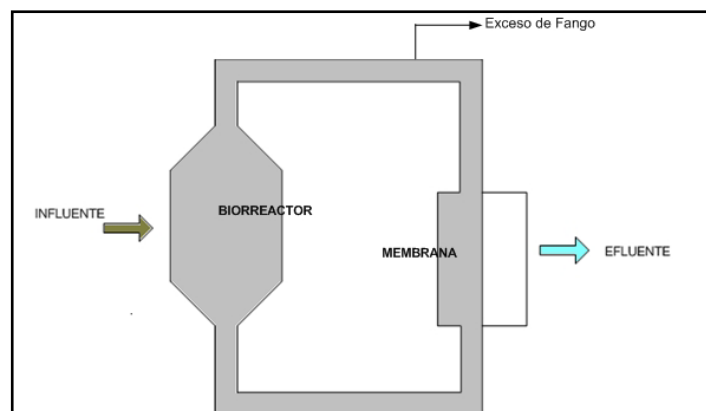 Exceso de Fango
INFLUENTE
BIORREACTOR
MEMBRANA
EFLUENTE